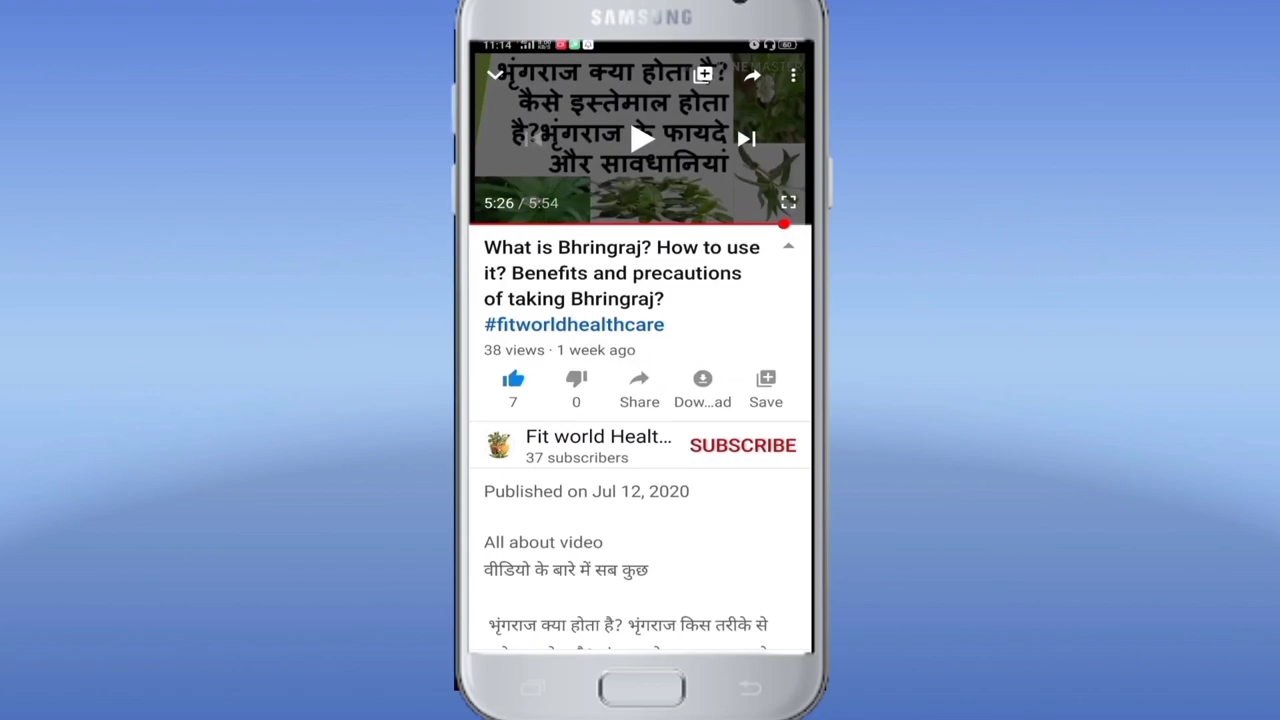 SAMSUNG
11:14
60
भृंगराज क्या होता है?
कैसे इस्तेमाल होता
है?भृंगराज के फायदे
और सावधानियां
5:26 / 5:54
What is Bhringraj? How to use
it? Benefits and precautions
of taking Bhringraj?
#fitworldhealthcare
38 views · 1 week ago
7
0
Share
Dow...ad
Save
Fit world Healt...
SUBSCRIBE
37 subscribers
Published on Jul 12, 2020
All about video
वीडियो के बारे में सब कुछ
भृंगराज क्या होता है? भृंगराज किस तरीके से